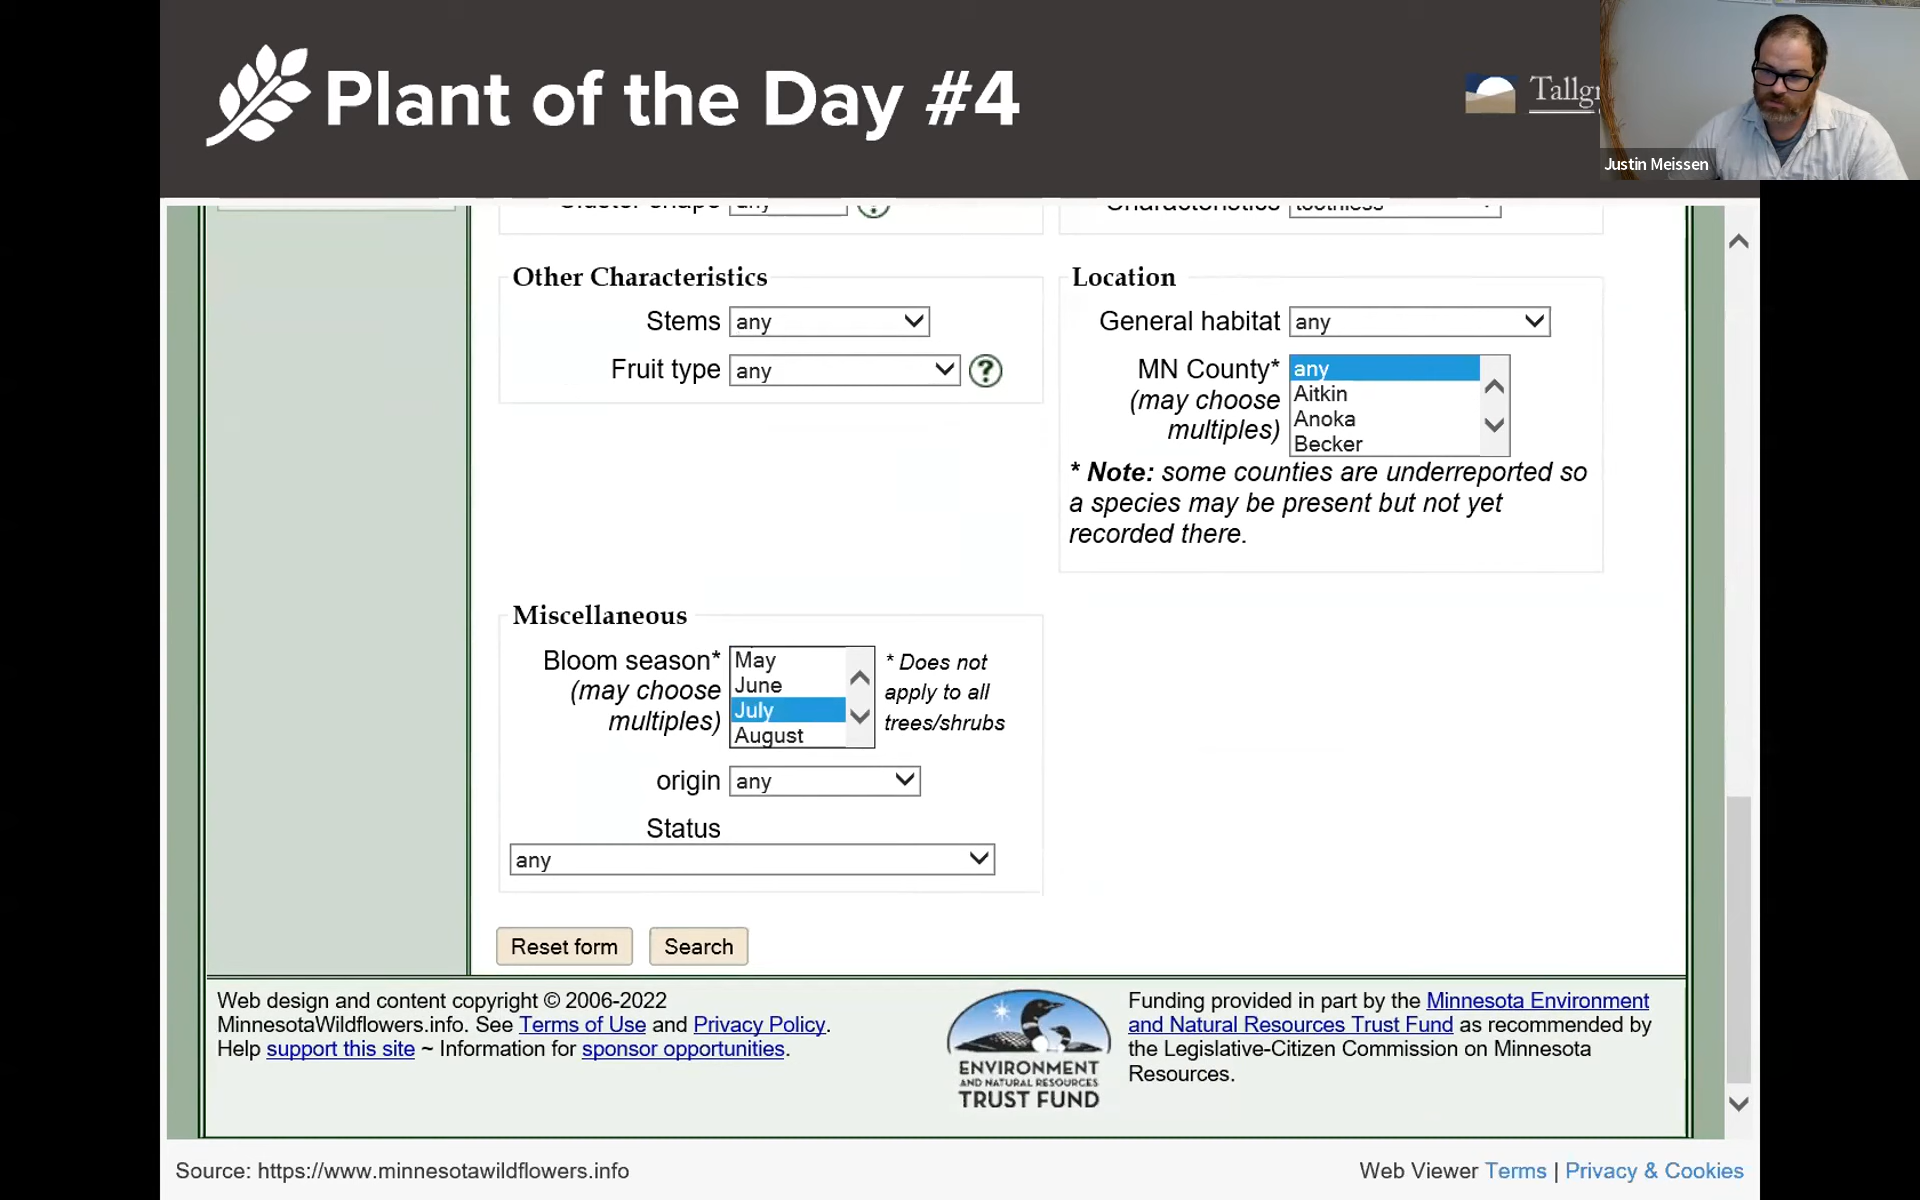 Plant of the Day #4
Tallgr
Justin Meissen
Cluster shape any ?
Characteristics toothless
Other Characteristics
Stems any
Fruit type any ?
Location
General habitat any
MN County* any
(may choose Aitkin
multiples) Anoka
Becker
* Note: some counties are underreported so
a species may be present but not yet
recorded there.
Miscellaneous
Bloom season* May * Does not
(may choose June apply to all
multiples) July trees/shrubs
August
origin any
Status
any
Reset form Search
Web design and content copyright © 2006-2022
MinnesotaWildflowers.info. See Terms of Use and Privacy Policy.
Help support this site ~ Information for sponsor opportunities.
ENVIRONMENT
AND NATURAL RESOURCES
TRUST FUND
Funding provided in part by the Minnesota Environment
and Natural Resources Trust Fund as recommended by
the Legislative-Citizen Commission on Minnesota
Resources.
Source: https://www.minnesotawildflowers.info
Web Viewer Terms | Privacy & Cookies